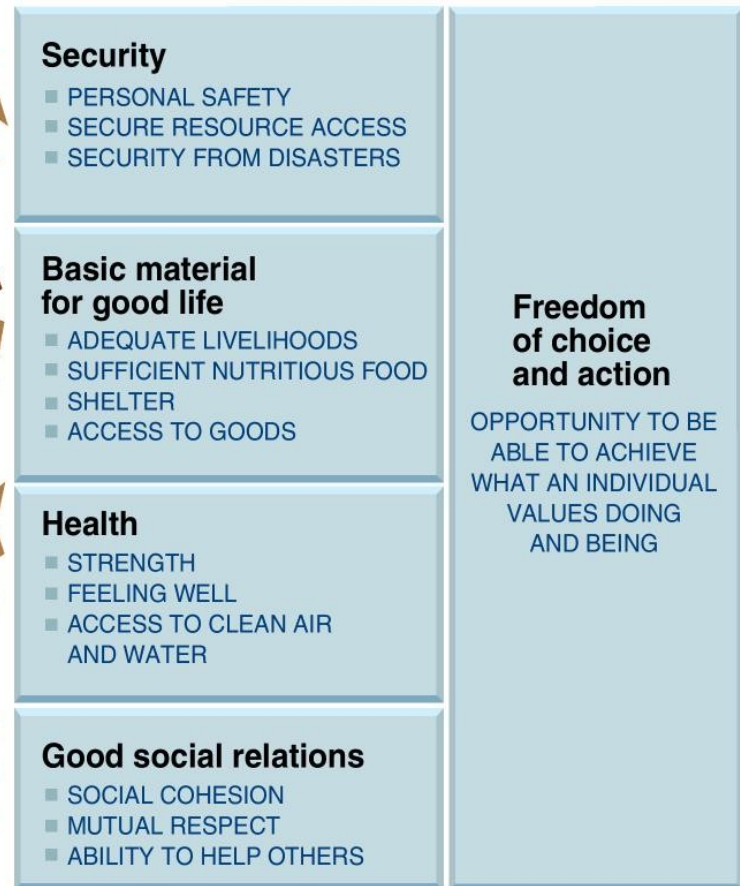 Security
PERSONAL SAFETY
SECURE RESOURCE ACCESS
SECURITY FROM DISASTERS
Basic material
for good life
ADEQUATE LIVELIHOODS
SUFFICIENT NUTRITIOUS FOOD
SHELTER
ACCESS TO GOODS
Health
STRENGTH
FEELING WELL
ACCESS TO CLEAN AIR
AND WATER
Good social relations
SOCIAL COHESION
MUTUAL RESPECT
ABILITY TO HELP OTHERS
Freedom
of choice
and action
OPPORTUNITY TO BE
ABLE TO ACHIEVE
WHAT AN INDIVIDUAL
VALUES DOING
AND BEING